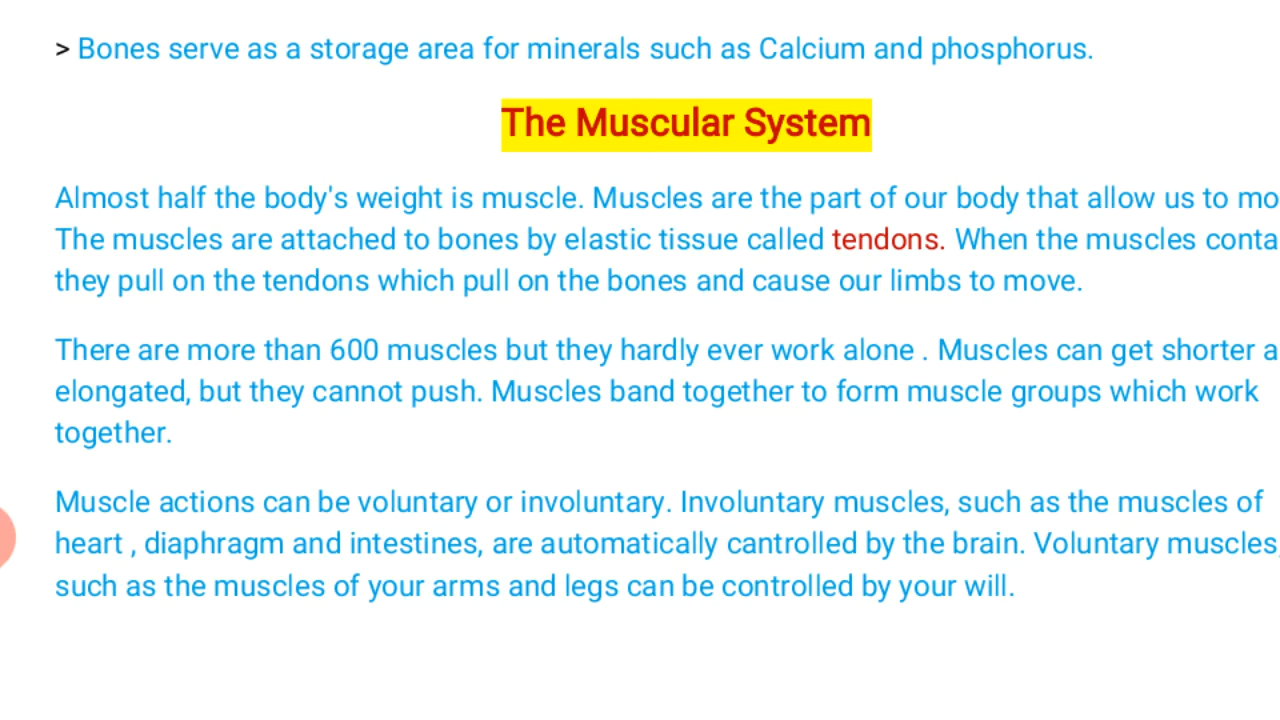 > Bones serve as a storage area for minerals such as Calcium and phosphorus.
The Muscular System
Almost half the body's weight is muscle. Muscles are the part of our body that allow us to mo
The muscles are attached to bones by elastic tissue called tendons. When the muscles conta
they pull on the tendons which pull on the bones and cause our limbs to move.
There are more than 600 muscles but they hardly ever work alone . Muscles can get shorter a
elongated, but they cannot push. Muscles band together to form muscle groups which work
together.
Muscle actions can be voluntary or involuntary. Involuntary muscles, such as the muscles of
heart , diaphragm and intestines, are automatically cantrolled by the brain. Voluntary muscles,
such as the muscles of your arms and legs can be controlled by your will.